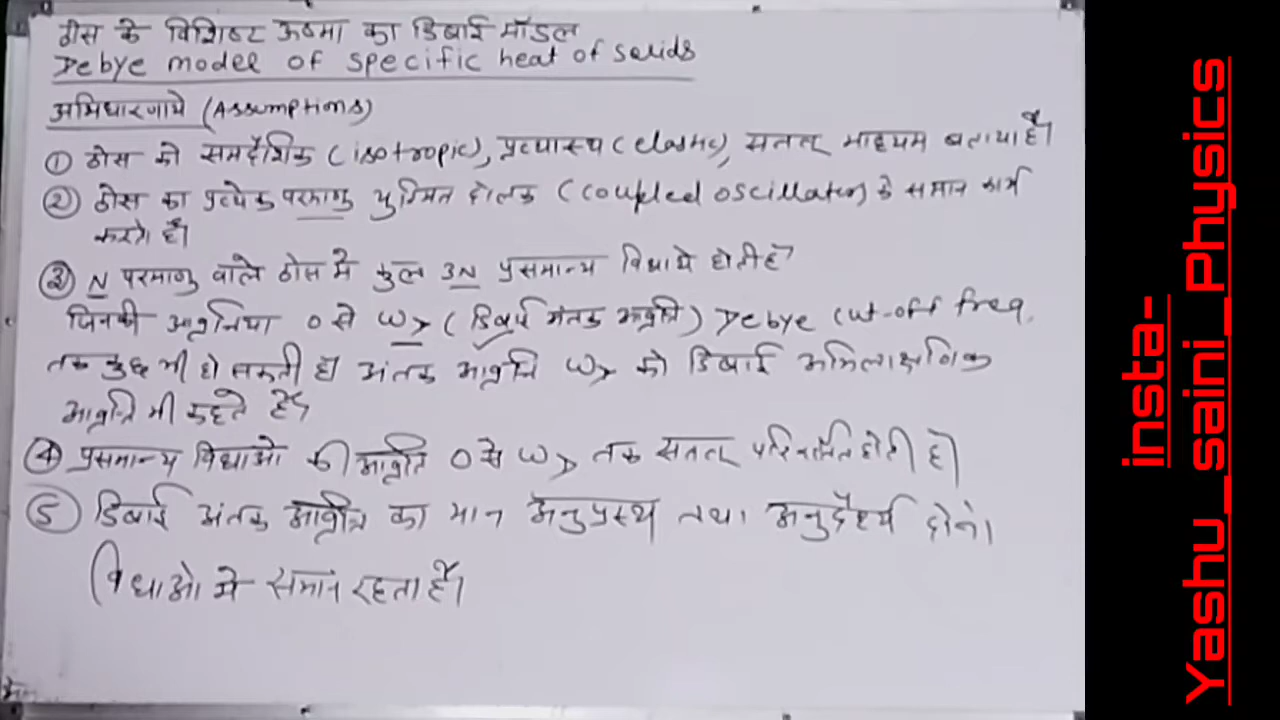 ठोस के विशिष्ट ऊष्मा का डिबाई मॉडल
Debye model of specific heat of solids
अभिधारणाये (Assumptions)
① ठोस को समदैशिक (isotropic), प्रत्यास्थ (elastic), सतत् माध्यम बताया है।
② ठोस का प्रत्येक परमाणु युग्मित दोलक (coupled oscillator) के समान कार्य
करते है।
③ N परमाणु वाले ठोस मे कुल 3N प्रसमान्य विधाये होती है
जिनकी आवृत्तिया 0 से ωD (डिबाई अंतक आवृत्ति) Debye cut-off freq.
तक कुछ भी हो सकती है। अंतक आवृत्ति ωD को डिबाई अभिलाक्षणिक
आवृत्ति भी कहते है।
④ प्रसमान्य विधाओ की आवृति 0 से ωD तक सतत् परिवर्तित होती है।
⑤ डिबाई अंतक आवृत्ति का मान अनुप्रस्थ तथा अनुदैर्ध्य दोनो
विधाओ मे समान रहता है।
insta-
Yashu_saini_Physics